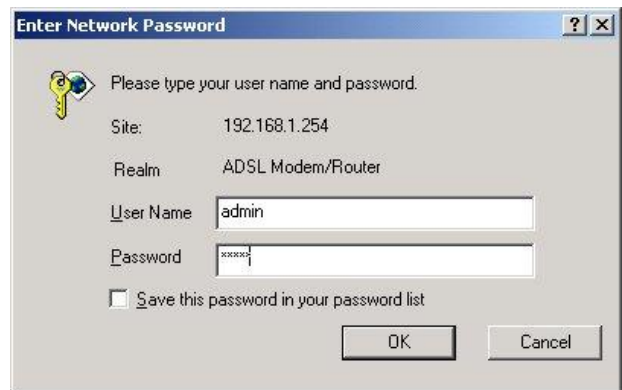 Enter Network Password
Please type your user name and password.
Site: 192.168.1.254
Realm ADSL Modem/Router
User Name admin
Password *****
Save this password in your password list
OK Cancel